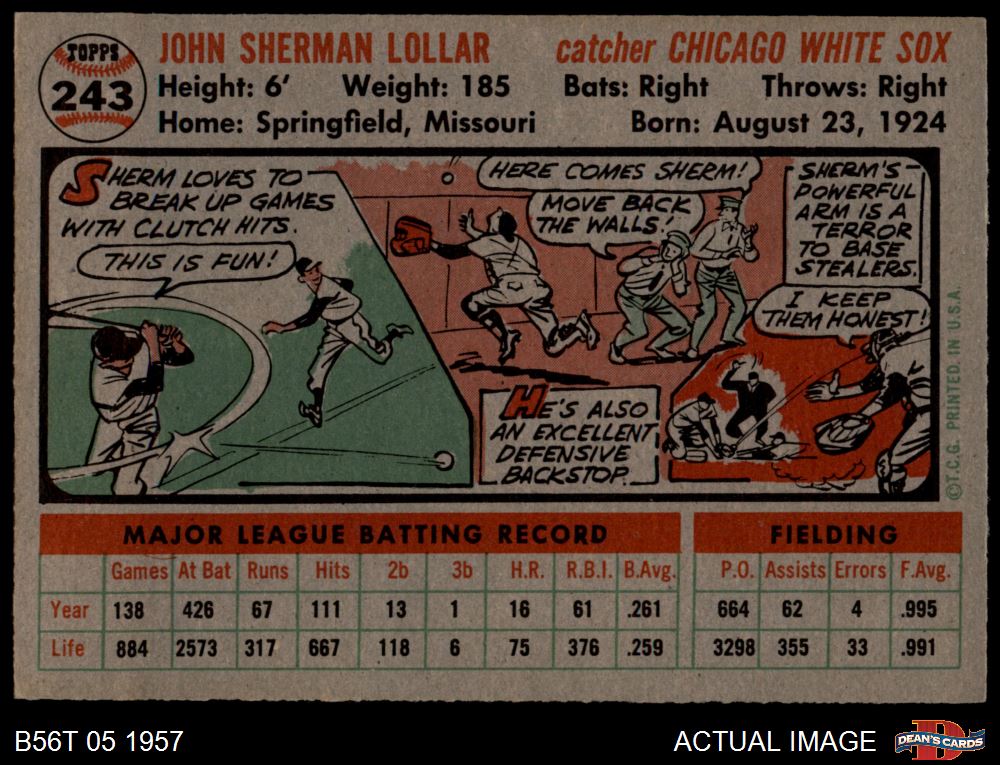 TOPPS
243
JOHN SHERMAN LOLLAR catcher CHICAGO WHITE SOX
Height: 6' Weight: 185 Bats: Right Throws: Right
Home: Springfield, Missouri Born: August 23, 1924
SHERM LOVES TO
BREAK UP GAMES
WITH CLUTCH HITS.
THIS IS FUN!
HERE COMES SHERM!
MOVE BACK
THE WALLS!
HE'S ALSO
AN EXCELLENT
DEFENSIVE
BACKSTOP.
SHERM'S
POWERFUL
ARM IS A
TERROR
TO BASE
STEALERS.
I KEEP
THEM HONEST!
©T.C.G. PRINTED IN U.S.A.
MAJOR LEAGUE BATTING RECORD FIELDING
Games At Bat Runs Hits 2b 3b H.R. R.B.I. B.Avg. P.O. Assists Errors F.Avg.
Year 138 426 67 111 13 1 16 61 .261 664 62 4 .995
Life 884 2573 317 667 118 6 75 376 .259 3298 355 33 .991
B56T 05 1957 ACTUAL IMAGE DEAN'S CARDS